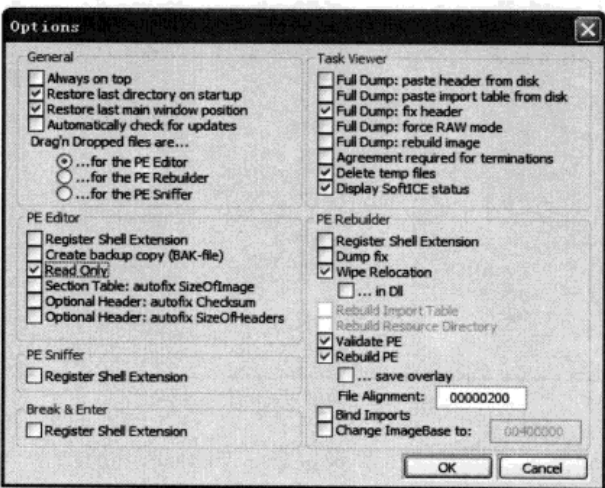 Options
General
Always on top
Restore last directory on startup
Restore last main window position
Automatically check for updates
Drag'n Dropped files are...
...for the PE Editor
...for the PE Rebuilder
...for the PE Sniffer
Task Viewer
Full Dump: paste header from disk
Full Dump: paste import table from disk
Full Dump: fix header
Full Dump: force RAW mode
Full Dump: rebuild image
Agreement required for terminations
Delete temp files
Display SoftICE status
PE Editor
Register Shell Extension
Create backup copy (BAK-file)
Read Only
Section Table: autofix SizeOfImage
Optional Header: autofix Checksum
Optional Header: autofix SizeOfHeaders
PE Sniffer
Register Shell Extension
Break & Enter
Register Shell Extension
PE Rebuilder
Register Shell Extension
Dump fix
Wipe Relocation
... in Dll
Rebuild Import Table
Rebuild Resource Directory
Validate PE
Rebuild PE
... save overlay
File Alignment: 00000200
Bind Imports
Change ImageBase to: 00400000
OK Cancel